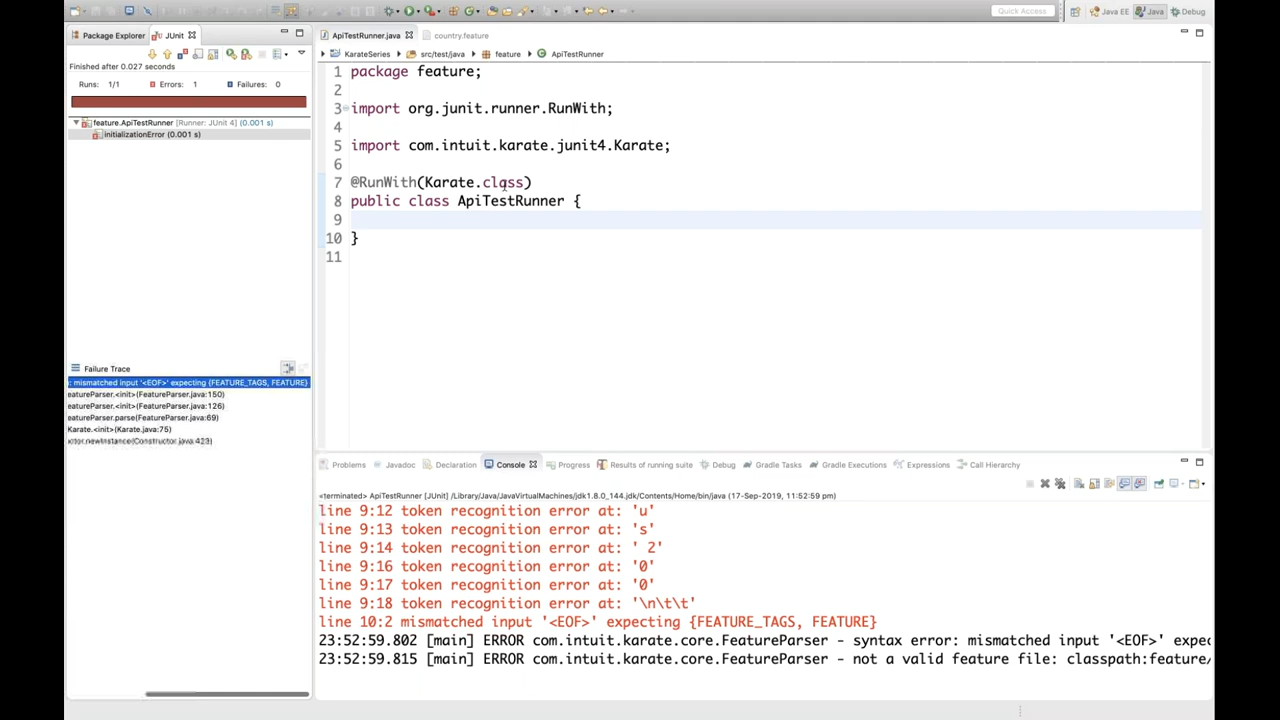 Quick Access
Java EE
Java
Debug
Package Explorer
JUnit
Finished after 0.027 seconds
Runs: 1/1
Errors: 1
Failures: 0
feature.ApiTestRunner [Runner: JUnit 4] (0.001 s)
initializationError (0.001 s)
Failure Trace
: mismatched input '<EOF>' expecting {FEATURE_TAGS, FEATURE}
eatureParser.<init>(FeatureParser.java:150)
eatureParser.<init>(FeatureParser.java:126)
eatureParser.parse(FeatureParser.java:69)
Karate.<init>(Karate.java:75)
ctor.newInstance(Constructor.java:423)
ApiTestRunner.java
country.feature
KarateSeries
src/test/java
feature
ApiTestRunner
1 package feature;
2
3 import org.junit.runner.RunWith;
4
5 import com.intuit.karate.junit4.Karate;
6
7 @RunWith(Karate.class)
8 public class ApiTestRunner {
9
10 }
11
Problems
Javadoc
Declaration
Console
Progress
Results of running suite
Debug
Gradle Tasks
Gradle Executions
Expressions
Call Hierarchy
<terminated> ApiTestRunner [JUnit] /Library/Java/JavaVirtualMachines/jdk1.8.0_144.jdk/Contents/Home/bin/java (17-Sep-2019, 11:52:59 pm)
line 9:12 token recognition error at: 'u'
line 9:13 token recognition error at: 's'
line 9:14 token recognition error at: ' 2'
line 9:16 token recognition error at: '0'
line 9:17 token recognition error at: '0'
line 9:18 token recognition error at: '\n\t\t'
line 10:2 mismatched input '<EOF>' expecting {FEATURE_TAGS, FEATURE}
23:52:59.802 [main] ERROR com.intuit.karate.core.FeatureParser - syntax error: mismatched input '<EOF>' expec
23:52:59.815 [main] ERROR com.intuit.karate.core.FeatureParser - not a valid feature file: classpath:feature/